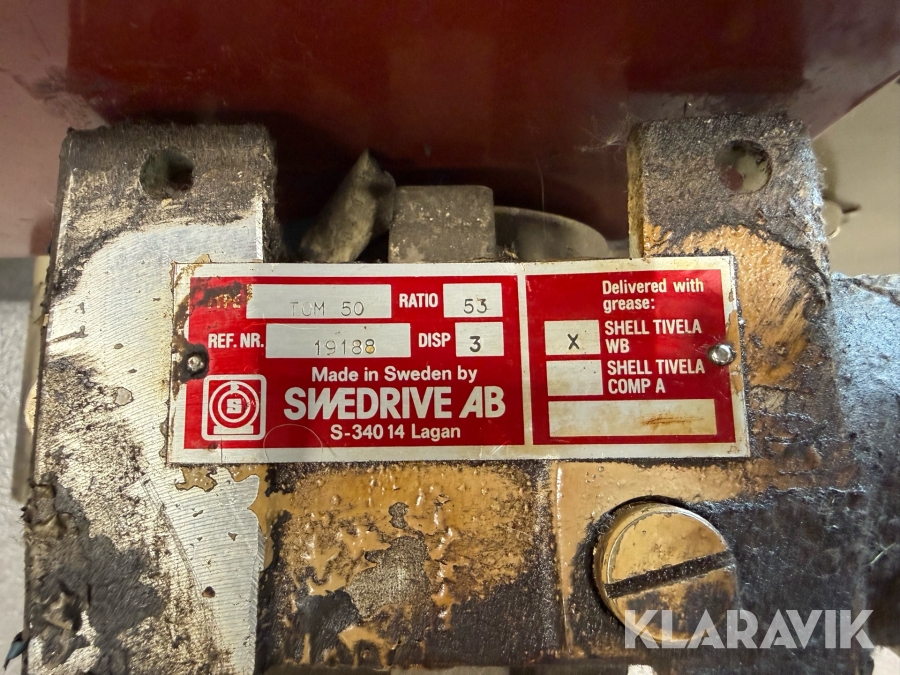 TYPE TCM 50 RATIO 53
REF. NR. 19188 DISP 3
Made in Sweden by
SWEDRIVE AB
S-340 14 Lagan
S
Delivered with
grease:
X SHELL TIVELA
WB
SHELL TIVELA
COMP A
KLARAVIK